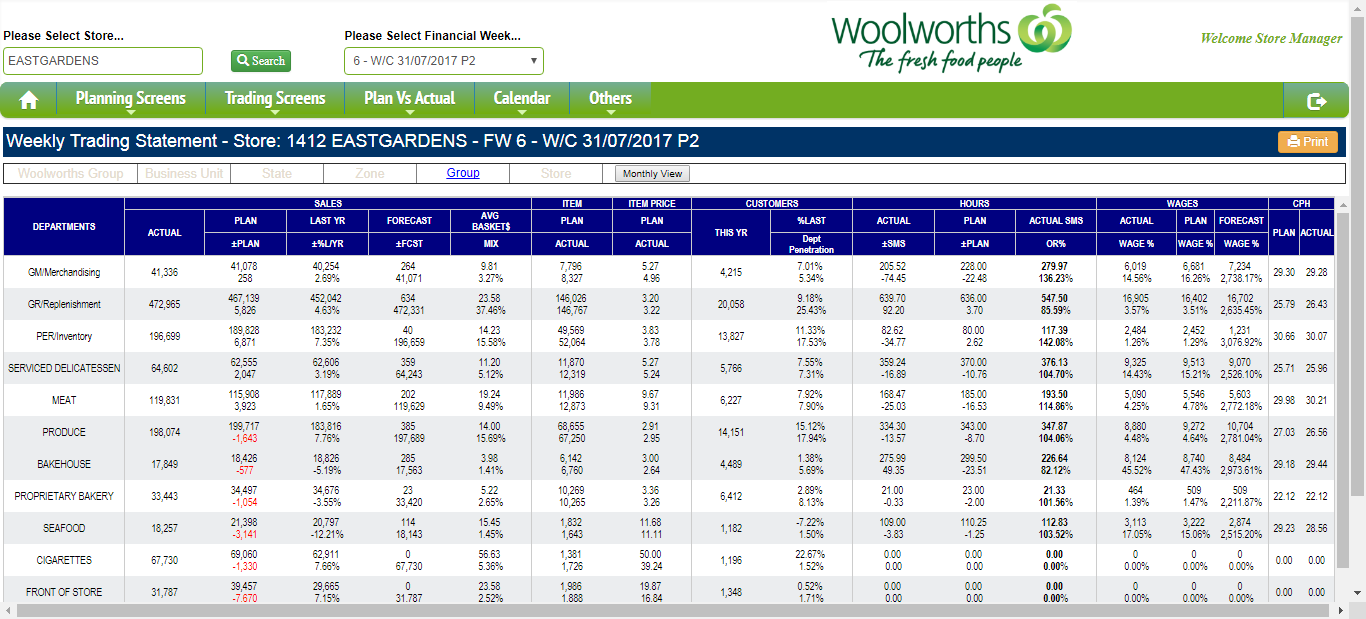 Please Select Store...
Please Select Financial Week...
Woolworths
The fresh food people
Welcome Store Manager
EASTGARDENS
Search
6 - W/C 31/07/2017 P2
Planning Screens Trading Screens Plan Vs Actual Calendar Others
Weekly Trading Statement - Store: 1412 EASTGARDENS - FW 6 - W/C 31/07/2017 P2
Print
Woolworths Group Business Unit State Zone Group Store Monthly View
DEPARTMENTS SALES ITEM ITEM PRICE CUSTOMERS HOURS WAGES CPH
ACTUAL PLAN LAST YR FORECAST AVG BASKET$ PLAN PLAN THIS YR %LAST ACTUAL PLAN ACTUAL SMS ACTUAL PLAN FORECAST PLAN ACTUAL
±PLAN ±%L/YR ±FCST MIX ACTUAL ACTUAL Dept Penetration ±SMS ±PLAN OR% WAGE % WAGE % WAGE %
GM/Merchandising 41,336 41,078 40,254 264 9.81 7,796 5.27 4,215 7.01% 205.52 228.00 279.97 6,019 6,681 7,234 29.30 29.28
258 2.69% 41,071 3.27% 8,327 4.96 5.34% -74.45 -22.48 136.23% 14.56% 16.26% 2,738.17%
GR/Replenishment 472,965 467,139 452,042 634 23.58 146,026 3.20 20,058 9.18% 639.70 636.00 547.50 16,905 16,402 16,702 25.79 26.43
5,826 4.63% 472,331 37.46% 146,767 3.22 25.43% 92.20 3.70 85.59% 3.57% 3.51% 2,635.45%
PER/Inventory 196,699 189,828 183,232 40 14.23 49,569 3.83 13,827 11.33% 82.62 80.00 117.39 2,484 2,452 1,231 30.66 30.07
6,871 7.35% 196,659 15.58% 52,064 3.78 17.53% -34.77 2.62 142.08% 1.26% 1.29% 3,076.92%
SERVICED DELICATESSEN 64,602 62,555 62,606 359 11.20 11,870 5.27 5,766 7.55% 359.24 370.00 376.13 9,325 9,513 9,070 25.71 25.96
2,047 3.19% 64,243 5.12% 12,319 5.24 7.31% -16.89 -10.76 104.70% 14.43% 15.21% 2,526.10%
MEAT 119,831 115,908 117,889 202 19.24 11,986 9.67 6,227 7.92% 168.47 185.00 193.50 5,090 5,546 5,603 29.98 30.21
3,923 1.65% 119,629 9.49% 12,873 9.31 7.90% -25.03 -16.53 114.86% 4.25% 4.78% 2,772.18%
PRODUCE 198,074 199,717 183,816 385 14.00 68,655 2.91 14,151 15.12% 334.30 343.00 347.87 8,880 9,272 10,704 27.03 26.56
-1,643 7.76% 197,689 15.69% 67,250 2.95 17.94% -13.57 -8.70 104.06% 4.48% 4.64% 2,781.04%
BAKEHOUSE 17,849 18,426 18,826 285 3.98 6,142 3.00 4,489 1.38% 275.99 299.50 226.64 8,124 8,740 8,484 29.18 29.44
-577 -5.19% 17,563 1.41% 6,760 2.64 5.69% 49.35 -23.51 82.12% 45.52% 47.43% 2,973.61%
PROPRIETARY BAKERY 33,443 34,497 34,676 23 5.22 10,269 3.36 6,412 2.89% 21.00 23.00 21.33 464 509 509 22.12 22.12
-1,054 -3.55% 33,420 2.65% 10,265 3.26 8.13% -0.33 -2.00 101.56% 1.39% 1.47% 2,211.87%
SEAFOOD 18,257 21,398 20,797 114 15.45 1,832 11.68 1,182 -7.22% 109.00 110.25 112.83 3,113 3,222 2,874 29.23 28.56
-3,141 -12.21% 18,143 1.45% 1,643 11.11 1.50% -3.83 -1.25 103.52% 17.05% 15.06% 2,515.20%
CIGARETTES 67,730 69,060 62,911 0 56.63 1,381 50.00 1,196 22.67% 0.00 0.00 0.00 0 0 0 0.00 0.00
-1,330 7.66% 67,730 5.36% 1,726 39.24 1.52% 0.00 0.00 0.00% 0.00% 0.00% 0.00%
FRONT OF STORE 31,787 39,457 29,665 0 23.58 1,986 19.87 1,348 0.52% 0.00 0.00 0.00 0 0 0 0.00 0.00
-7,670 7.15% 31,787 2.52% 1,888 16.84 1.71% 0.00 0.00 0.00% 0.00% 0.00% 0.00%